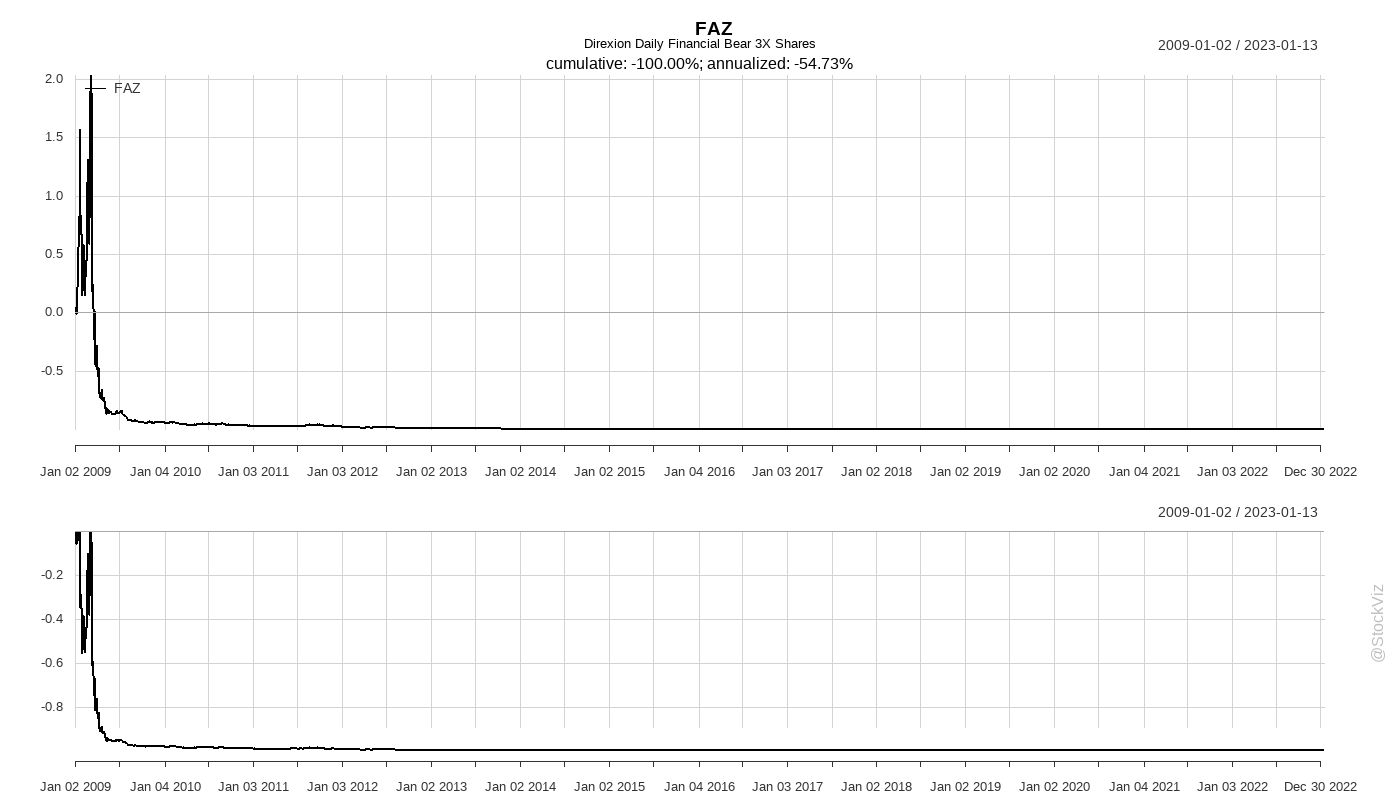 FAZ
Direxion Daily Financial Bear 3X Shares
cumulative: -100.00%; annualized: -54.73%
2009-01-02 / 2023-01-13
FAZ
2.0
1.5
1.0
0.5
0.0
-0.5
Jan 02 2009 Jan 04 2010 Jan 03 2011 Jan 03 2012 Jan 02 2013 Jan 02 2014 Jan 02 2015 Jan 04 2016 Jan 03 2017 Jan 02 2018 Jan 02 2019 Jan 02 2020 Jan 04 2021 Jan 03 2022 Dec 30 2022
2009-01-02 / 2023-01-13
-0.2
-0.4
-0.6
-0.8
Jan 02 2009 Jan 04 2010 Jan 03 2011 Jan 03 2012 Jan 02 2013 Jan 02 2014 Jan 02 2015 Jan 04 2016 Jan 03 2017 Jan 02 2018 Jan 02 2019 Jan 02 2020 Jan 04 2021 Jan 03 2022 Dec 30 2022
@StockViz